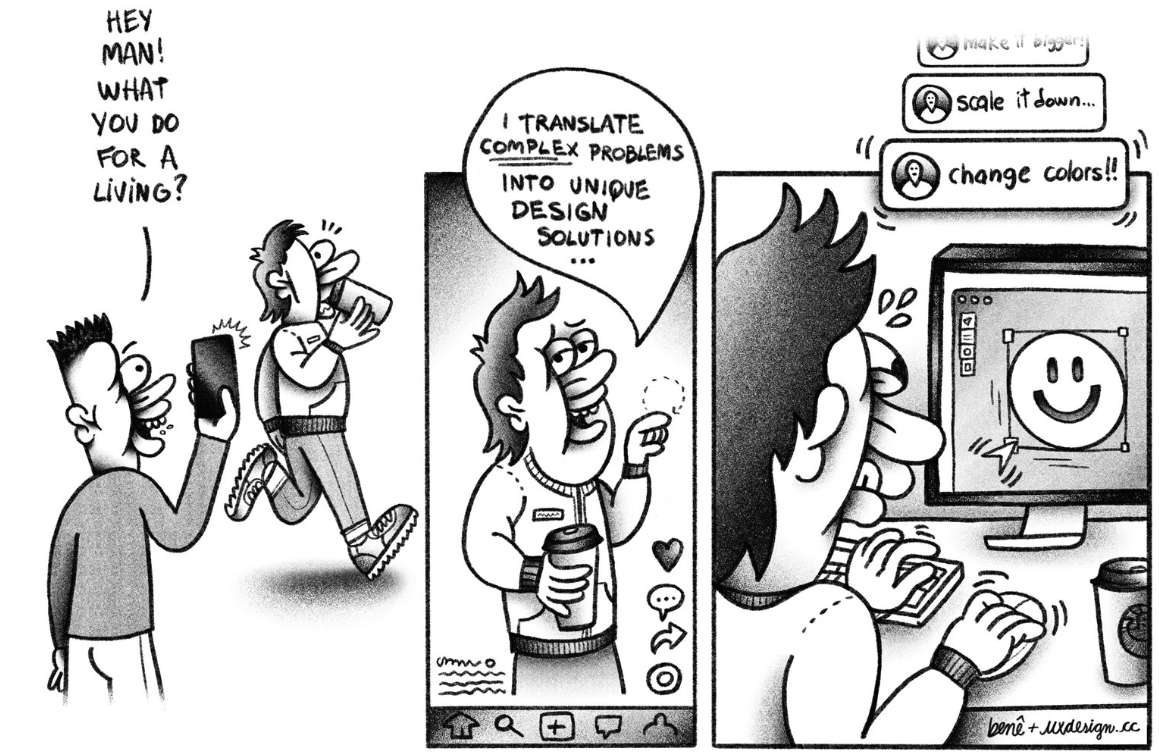 HEY
MAN!
WHAT
YOU DO
FOR A
LIVING?
I TRANSLATE
COMPLEX PROBLEMS
INTO UNIQUE
DESIGN
SOLUTIONS
...
make it bigger!
scale it down...
change colors!!
benê + uxdesign.cc